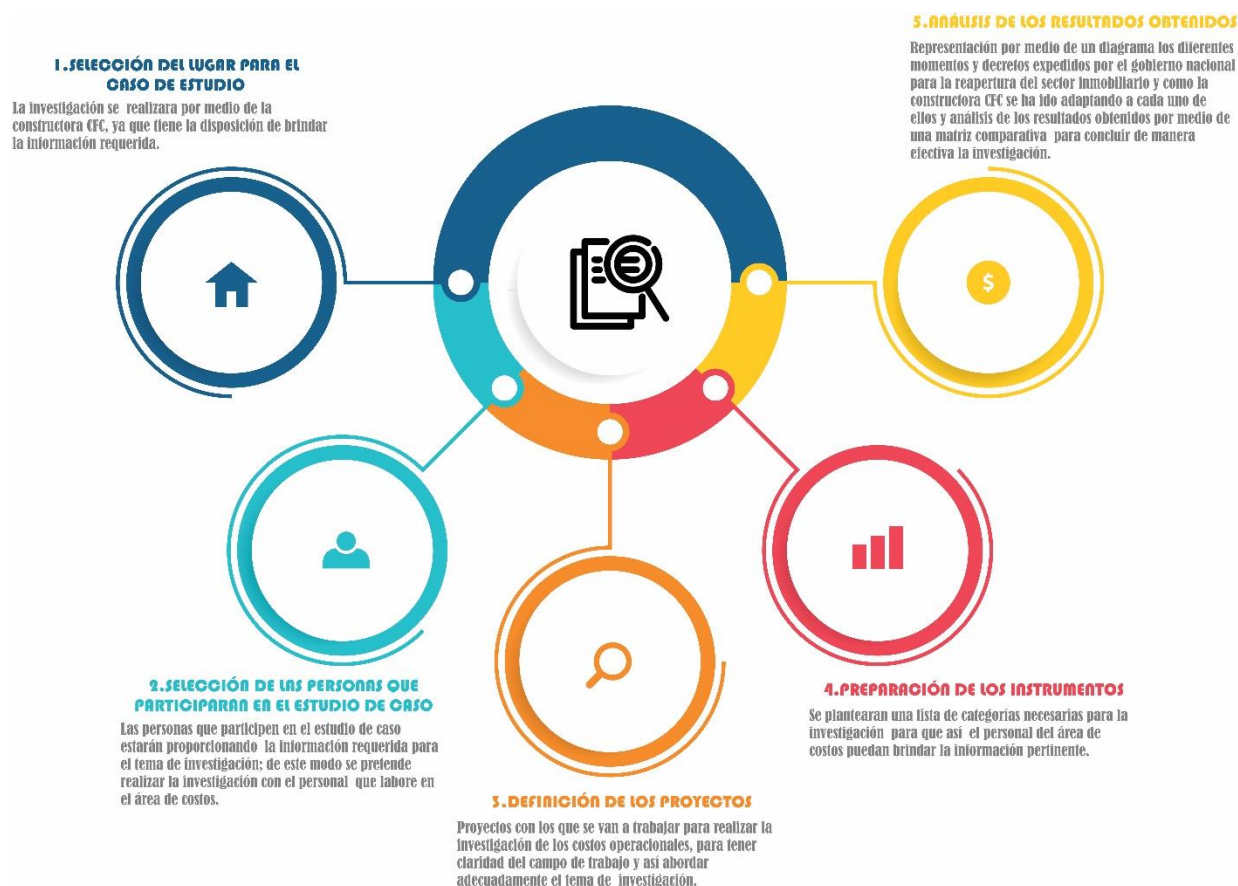 1.SELECCIÓN DEL LUGAR PARA EL
CASO DE ESTUDIO
La investigación se realizara por medio de la
constructora CFC, ya que tiene la disposición de brindar
la información requerida.
2.SELECCIÓN DE LAS PERSONAS QUE
PARTICIPARAN EN EL ESTUDIO DE CASO
Las personas que participen en el estudio de caso
estarán proporcionando la información requerida para
el tema de investigación; de este modo se pretende
realizar la investigación con el personal que labore en
el área de costos.
3.DEFINICIÓN DE LOS PROYECTOS
Proyectos con los que se van a trabajar para realizar la
investigación de los costos operacionales, para tener
claridad del campo de trabajo y así abordar
adecuadamente el tema de investigación.
4.PREPARACIÓN DE LOS INSTRUMENTOS
Se plantearan una lista de categorías necesarias para la
investigación para que así el personal del área de
costos puedan brindar la información pertinente.
5.ANÁLISIS DE LOS RESULTADOS OBTENIDOS
Representación por medio de un diagrama los diferentes
momentos y decretos expedidos por el gobierno nacional
para la reapertura del sector inmobiliario y como la
constructora CFC se ha ido adaptando a cada uno de
ellos y análisis de los resultados obtenidos por medio de
una matriz comparativa para concluir de manera
efectiva la investigación.
$